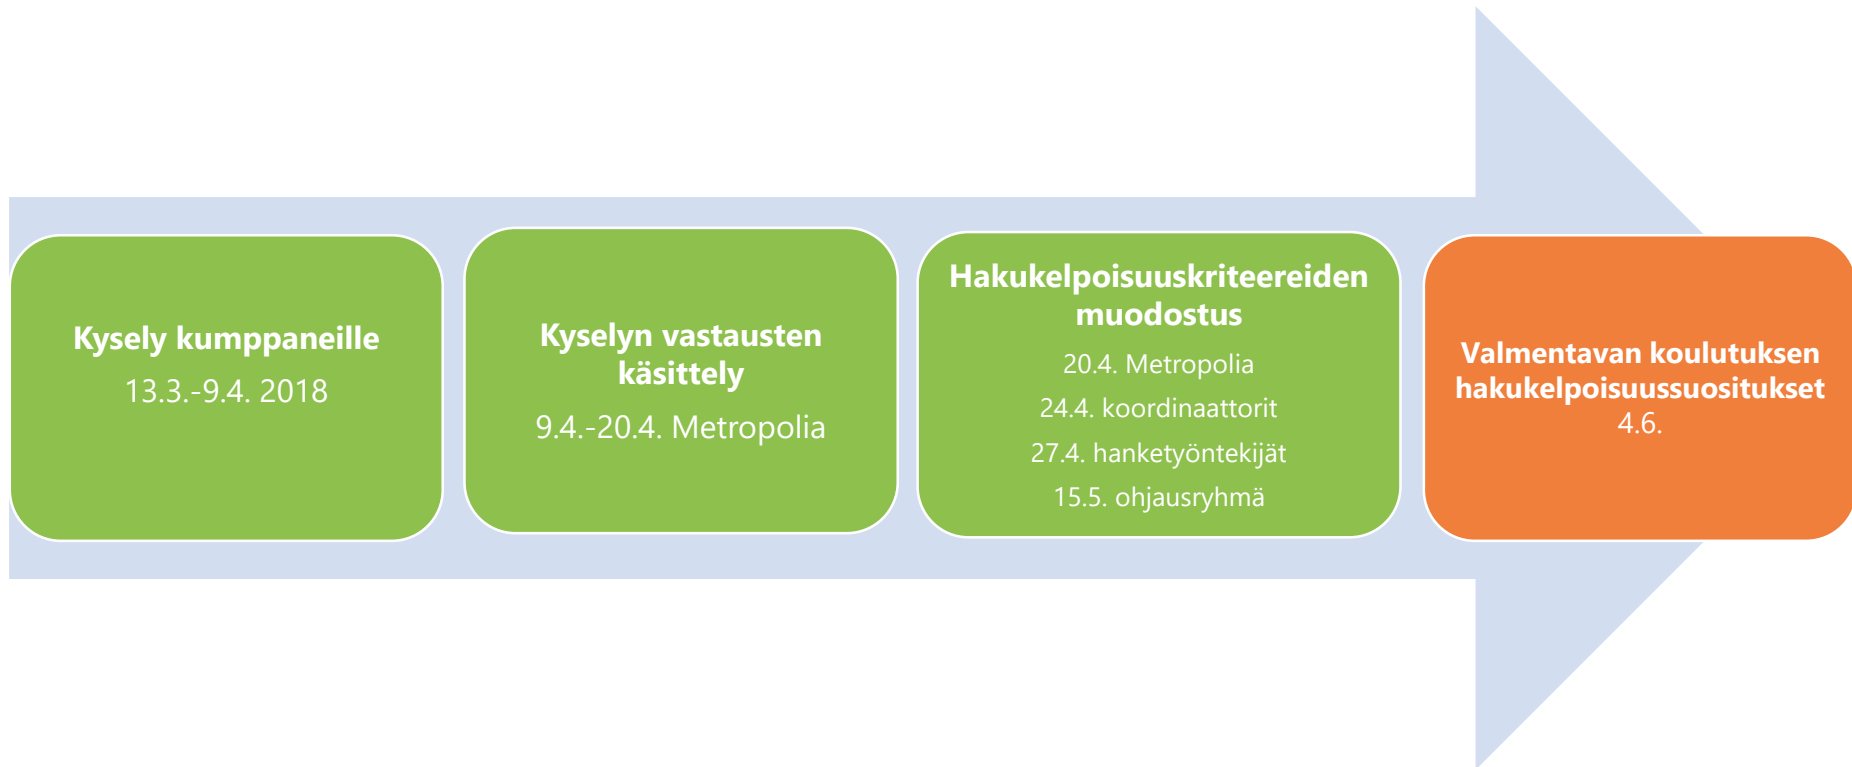 Kysely kumppaneille
13.3.-9.4. 2018
Kyselyn vastausten
käsittely
9.4.-20.4. Metropolia
Hakukelpoisuuskriteereiden
muodostus
20.4. Metropolia
24.4. koordinaattorit
27.4. hanketyöntekijät
15.5. ohjausryhmä
Valmentavan koulutuksen
hakukelpoisuussuositukset
4.6.